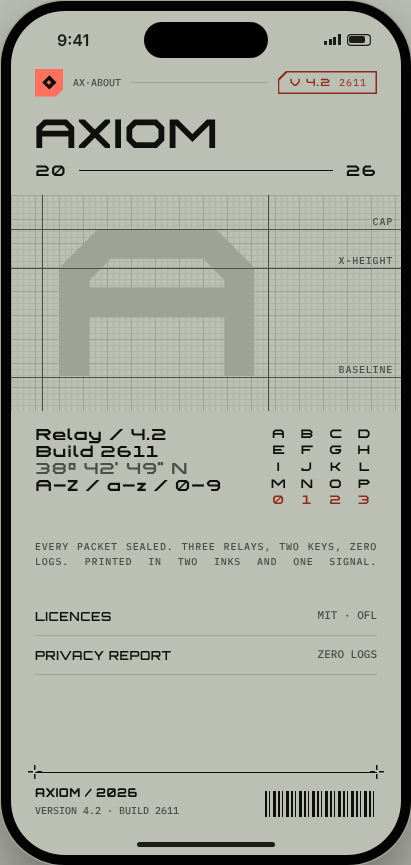 9:41
AX·ABOUT
V 4.2 2611
AXIOM
20 26
CAP
X-HEIGHT
A
BASELINE
Relay / 4.2
Build 2611
38° 42' 49" N
A–Z / a–z / 0–9
A B C D
E F G H
I J K L
M N O P
0 1 2 3
EVERY PACKET SEALED. THREE RELAYS, TWO KEYS, ZERO
LOGS. PRINTED IN TWO INKS AND ONE SIGNAL.
LICENCES MIT · OFL
PRIVACY REPORT ZERO LOGS
AXIOM / 2026
VERSION 4.2 · BUILD 2611